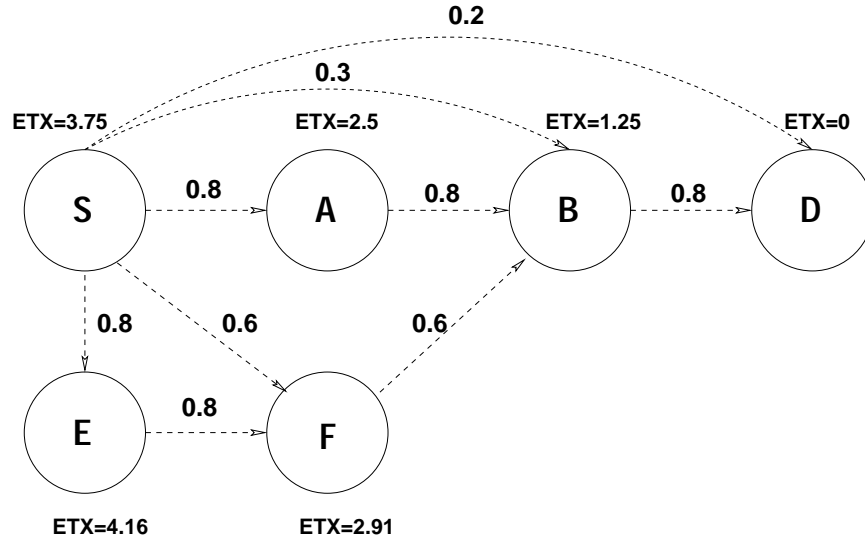 0.2
0.3
ETX=3.75 ETX=2.5 ETX=1.25 ETX=0
S 0.8 A 0.8 B 0.8 D
0.8 0.6 0.6
E 0.8 F
ETX=4.16 ETX=2.91